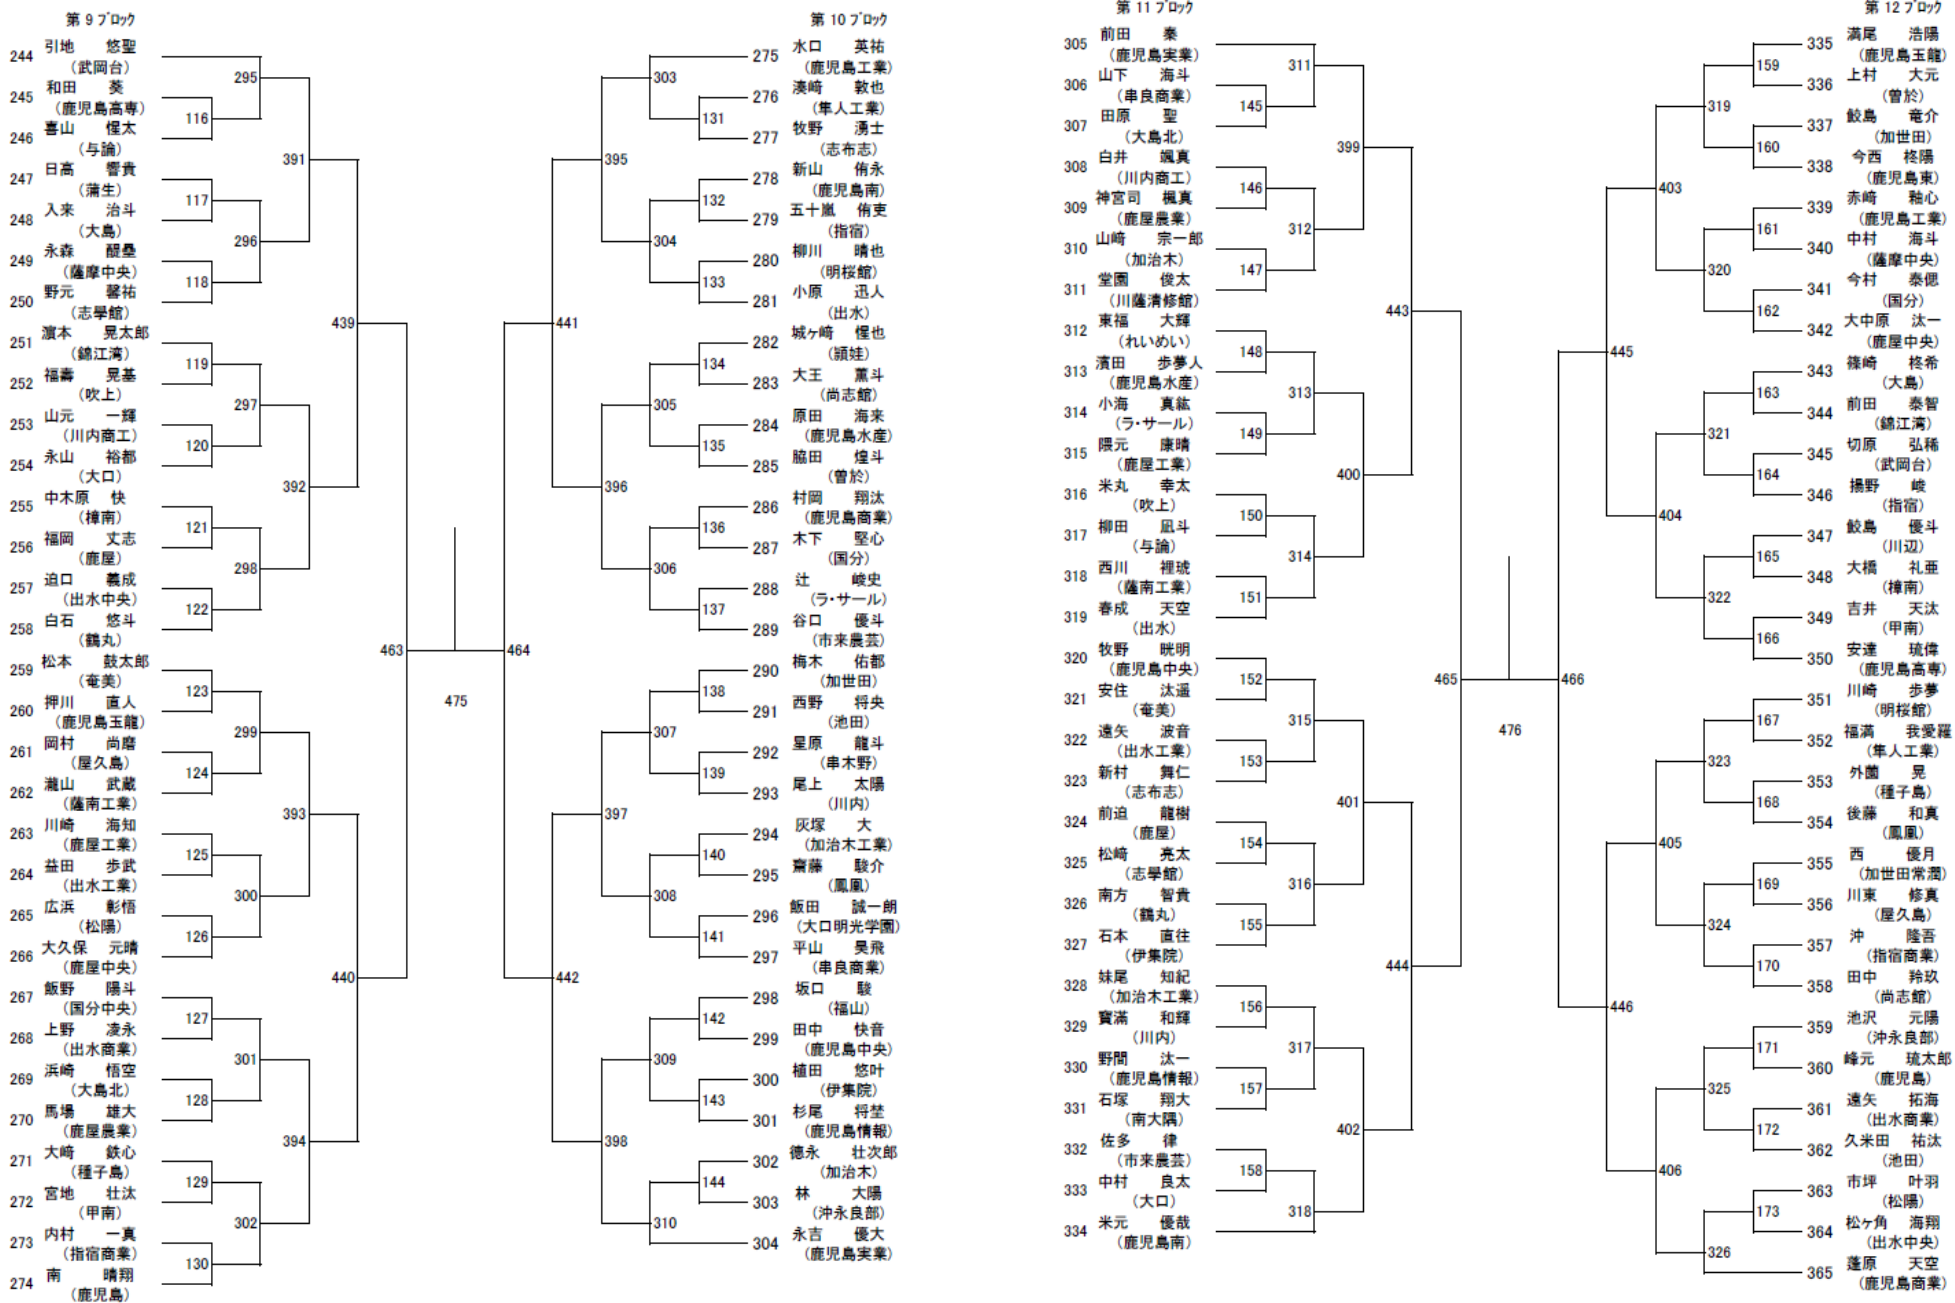 第 9 ブロック
244 引地 悠聖
(武岡台)
245 和田 葵
(鹿児島高専)
246 喜山 惺太
(与論)
247 日高 響貴
(蒲生)
248 入来 治斗
(大島)
249 永森 醍壘
(薩摩中央)
250 野元 馨祐
(志學館)
251 濵本 晃太郎
(錦江湾)
252 福壽 晃基
(吹上)
253 山元 一輝
(川内商工)
254 永山 裕都
(大口)
255 中木原 快
(樟南)
256 福岡 丈志
(鹿屋)
257 迫口 義成
(出水中央)
258 白石 悠斗
(鶴丸)
259 松本 鼓太郎
(奄美)
260 押川 直人
(鹿児島玉龍)
261 岡村 尚磨
(屋久島)
262 瀧山 武蔵
(薩南工業)
263 川崎 海知
(鹿屋工業)
264 益田 歩武
(出水工業)
265 広浜 彰悟
(松陽)
266 大久保 元晴
(鹿屋中央)
267 飯野 陽斗
(国分中央)
268 上野 凌永
(出水商業)
269 浜崎 悟空
(大島北)
270 馬場 雄大
(鹿屋農業)
271 大﨑 鉄心
(種子島)
272 宮地 壮汰
(甲南)
273 内村 一真
(指宿商業)
274 南 晴翔
(鹿児島)
116
117
118
119
120
121
122
123
124
125
126
127
128
129
130
295
296
297
298
299
300
301
302
391
392
393
394
439
440
463
475
464
第 10 ブロック
275 水口 英祐
(鹿児島工業)
276 湊﨑 敦也
(隼人工業)
277 牧野 湧士
(志布志)
278 新山 侑永
(鹿児島南)
279 五十嵐 侑吏
(指宿)
280 柳川 晴也
(明桜館)
281 小原 迅人
(出水)
282 城ヶ﨑 惺也
(頴娃)
283 大王 薫斗
(尚志館)
284 原田 海来
(鹿児島水産)
285 脇田 煌斗
(曽於)
286 村岡 翔汰
(鹿児島商業)
287 木下 堅心
(国分)
288 辻 峻史
(ラ・サール)
289 谷口 優斗
(市来農芸)
290 梅木 佑都
(加世田)
291 西野 将央
(池田)
292 星原 龍斗
(串木野)
293 尾上 太陽
(川内)
294 灰塚 大
(加治木工業)
295 齋藤 駿介
(鳳凰)
296 飯田 誠一朗
(大口明光学園)
297 平山 昊飛
(串良商業)
298 坂口 駿
(福山)
299 田中 快音
(鹿児島中央)
300 植田 悠叶
(伊集院)
301 杉尾 将埜
(鹿児島情報)
302 德永 壮次郎
(加治木)
303 林 大陽
(沖永良部)
304 永吉 優大
(鹿児島実業)
131
132
133
134
135
136
137
138
139
140
141
142
143
144
303
304
305
306
307
308
309
310
395
396
397
398
441
442
第 11 ブロック
305 前田 秦
(鹿児島実業)
306 山下 海斗
(串良商業)
307 田原 聖
(大島北)
308 白井 颯真
(川内商工)
309 神宮司 楓真
(鹿屋農業)
310 山﨑 宗一郎
(加治木)
311 堂園 俊太
(川薩清修館)
312 東福 大輝
(れいめい)
313 濱田 歩夢人
(鹿児島水産)
314 小海 真紘
(ラ・サール)
315 隈元 康晴
(鹿屋工業)
316 米丸 幸太
(吹上)
317 柳田 凪斗
(与論)
318 西川 裡琥
(薩南工業)
319 春成 天空
(出水)
320 牧野 晄明
(鹿児島中央)
321 安住 汰遥
(奄美)
322 遠矢 波音
(出水工業)
323 新村 舞仁
(志布志)
324 前迫 龍樹
(鹿屋)
325 松﨑 亮太
(志學館)
326 南方 智貴
(鶴丸)
327 石本 直往
(伊集院)
328 妹尾 知紀
(加治木工業)
329 寳滿 和輝
(川内)
330 野間 汰一
(鹿児島情報)
331 石塚 翔大
(南大隅)
332 佐多 律
(市来農芸)
333 中村 良太
(大口)
334 米元 優哉
(鹿児島南)
145
146
147
148
149
150
151
152
153
154
155
156
157
158
311
312
313
314
315
316
317
318
399
400
401
402
443
444
465
476
466
第 12 ブロック
335 満尾 浩陽
(鹿児島玉龍)
336 上村 大元
(曽於)
337 鮫島 竜介
(加世田)
338 今西 柊陽
(鹿児島東)
339 赤﨑 釉心
(鹿児島工業)
340 中村 海斗
(薩摩中央)
341 今村 泰偲
(国分)
342 大中原 汰一
(鹿屋中央)
343 篠崎 柊希
(大島)
344 前田 泰智
(錦江湾)
345 切原 弘稀
(武岡台)
346 揚野 峻
(指宿)
347 鮫島 優斗
(川辺)
348 大橋 礼亜
(樟南)
349 吉井 天汰
(甲南)
350 安達 琉偉
(鹿児島高専)
351 川崎 歩夢
(明桜館)
352 福満 我愛羅
(隼人工業)
353 外薗 晃
(種子島)
354 後藤 和真
(鳳凰)
355 西 優月
(加世田常潤)
356 川東 修真
(屋久島)
357 沖 隆吾
(指宿商業)
358 田中 羚玖
(尚志館)
359 池沢 元陽
(沖永良部)
360 峰元 琉太郎
(鹿児島)
361 遠矢 拓海
(出水商業)
362 久米田 祐汰
(池田)
363 市坪 叶羽
(松陽)
364 松ヶ角 海翔
(出水中央)
365 蓬原 天空
(鹿児島商業)
159
160
161
162
163
164
165
166
167
168
169
170
171
172
173
319
320
321
322
323
324
325
326
403
404
405
406
445
446